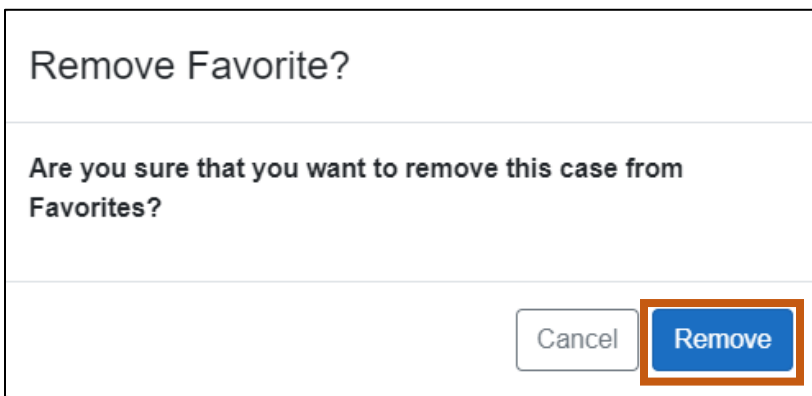 Remove Favorite?
Are you sure that you want to remove this case from
Favorites?
Cancel Remove